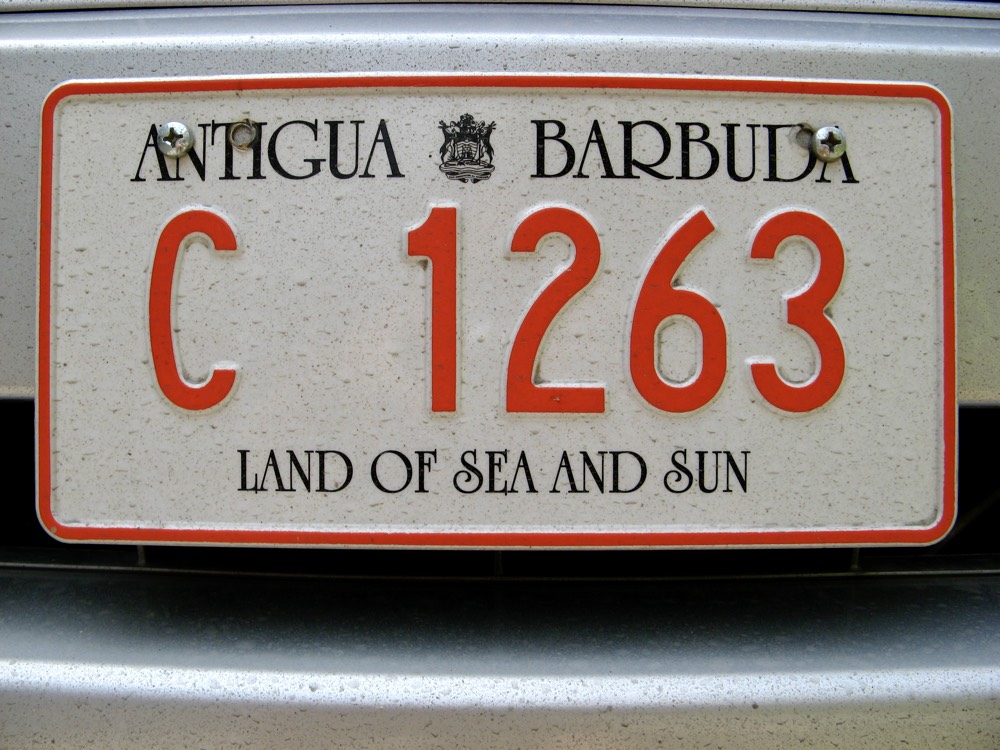 ANTIGUA BARBUDA
C 1263
LAND OF SEA AND SUN